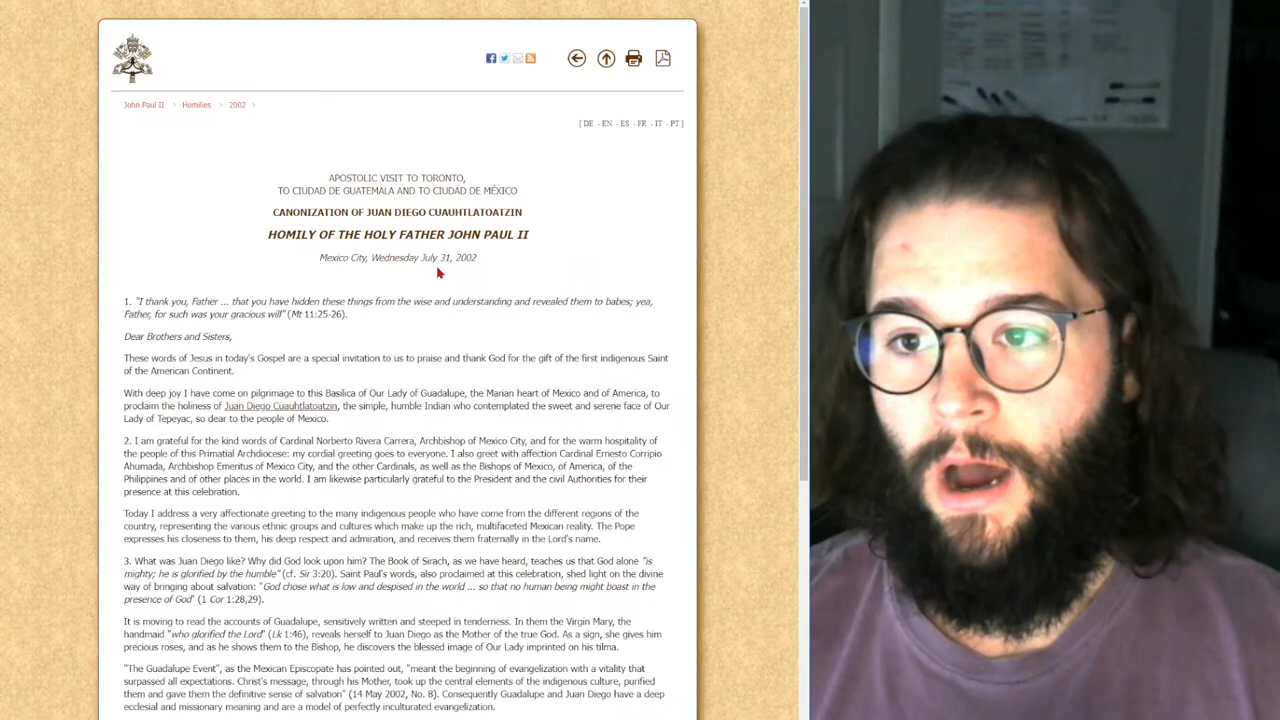 John Paul II > Homilies > 2002 >
[ DE - EN - ES - FR - IT - PT ]
APOSTOLIC VISIT TO TORONTO,
TO CIUDAD DE GUATEMALA AND TO CIUDAD DE MÉXICO
CANONIZATION OF JUAN DIEGO CUAUHTLATOATZIN
HOMILY OF THE HOLY FATHER JOHN PAUL II
Mexico City, Wednesday July 31, 2002
1. "I thank you, Father ... that you have hidden these things from the wise and understanding and revealed them to babes; yea,
Father, for such was your gracious will" (Mt 11:25-26).
Dear Brothers and Sisters,
These words of Jesus in today's Gospel are a special invitation to us to praise and thank God for the gift of the first indigenous Saint
of the American Continent.
With deep joy I have come on pilgrimage to this Basilica of Our Lady of Guadalupe, the Marian heart of Mexico and of America, to
proclaim the holiness of Juan Diego Cuauhtlatoatzin, the simple, humble Indian who contemplated the sweet and serene face of Our
Lady of Tepeyac, so dear to the people of Mexico.
2. I am grateful for the kind words of Cardinal Norberto Rivera Carrera, Archbishop of Mexico City, and for the warm hospitality of
the people of this Primatial Archdiocese: my cordial greeting goes to everyone. I also greet with affection Cardinal Ernesto Corripio
Ahumada, Archbishop Emeritus of Mexico City, and the other Cardinals, as well as the Bishops of Mexico, of America, of the
Philippines and of other places in the world. I am likewise particularly grateful to the President and the civil Authorities for their
presence at this celebration.
Today I address a very affectionate greeting to the many indigenous people who have come from the different regions of the
country, representing the various ethnic groups and cultures which make up the rich, multifaceted Mexican reality. The Pope
expresses his closeness to them, his deep respect and admiration, and receives them fraternally in the Lord's name.
3. What was Juan Diego like? Why did God look upon him? The Book of Sirach, as we have heard, teaches us that God alone "is
mighty; he is glorified by the humble" (cf. Sir 3:20). Saint Paul's words, also proclaimed at this celebration, shed light on the divine
way of bringing about salvation: "God chose what is low and despised in the world ... so that no human being might boast in the
presence of God" (1 Cor 1:28,29).
It is moving to read the accounts of Guadalupe, sensitively written and steeped in tenderness. In them the Virgin Mary, the
handmaid "who glorified the Lord" (Lk 1:46), reveals herself to Juan Diego as the Mother of the true God. As a sign, she gives him
precious roses, and as he shows them to the Bishop, he discovers the blessed image of Our Lady imprinted on his tilma.
"The Guadalupe Event", as the Mexican Episcopate has pointed out, "meant the beginning of evangelization with a vitality that
surpassed all expectations. Christ's message, through his Mother, took up the central elements of the indigenous culture, purified
them and gave them the definitive sense of salvation" (14 May 2002, No. 8). Consequently Guadalupe and Juan Diego have a deep
ecclesial and missionary meaning and are a model of perfectly inculturated evangelization.